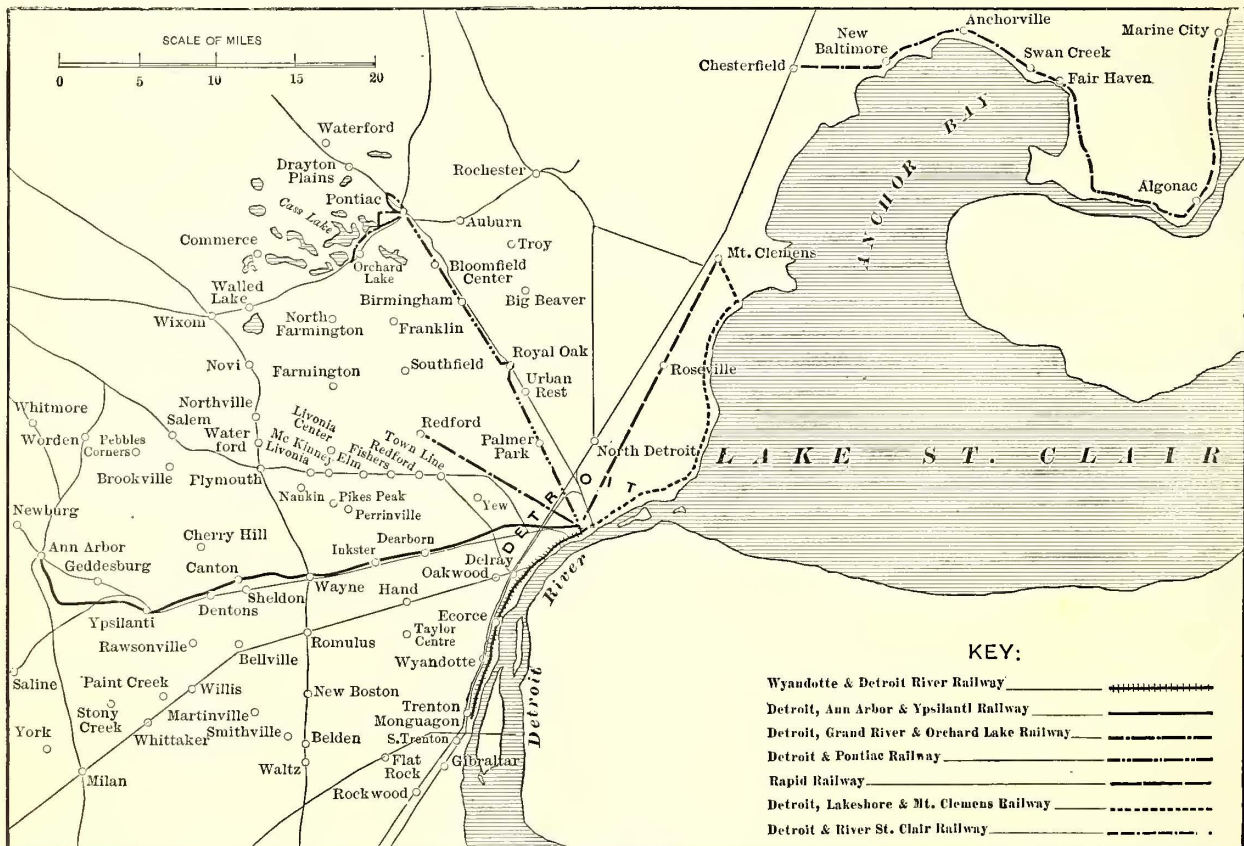 SCALE OF MILES
0 5 10 15 20
Anchorville
Marine City
New
Baltimore
Swan Creek
Chesterfield
Fair Haven
ANCHOR BAY
Algonac
Waterford
Drayton
Plains
Rochester
Pontiac
Cass Lake
Auburn
Commerce
Troy
Orchard
Lake
Bloomfield
Center
Mt. Clemens
Walled
Lake
Birmingham
Big Beaver
Wixom
North
Farmington
Franklin
Novi
Farmington
Southfield
Royal Oak
Urban
Rest
Roseville
Whitmore
Northville
Salem
Worden
Pebbles
Corners
Water
ford
Livonia
Center
Mc Kinney
Livonia
Elm
Fishers
Redford
Town Line
Redford
Palmer
Park
North Detroit
LAKE ST. CLAIR
Brookville
Plymouth
Nankin
Pikes Peak
Perrinville
Yew
DETROIT
Newburg
Ann Arbor
Geddesburg
Cherry Hill
Canton
Inkster
Dearborn
Delray
Oakwood
River
Dentons
Sheldon
Wayne
Hand
Ypsilanti
Ecorce
Rawsonville
Romulus
Taylor
Centre
Bellville
Wyandotte
Saline
Paint Creek
Willis
New Boston
Stony
Creek
Martinville
Smithville
Trenton
Monguagon
Detroit
York
Whittaker
Belden
S. Trenton
Flat
Rock
Gibraltar
Milan
Waltz
Rockwood
KEY:
Wyandotte & Detroit River Railway
Detroit, Ann Arbor & Ypsilanti Railway
Detroit, Grand River & Orchard Lake Railway
Detroit & Pontiac Railway
Rapid Railway
Detroit, Lakeshore & Mt. Clemens Railway
Detroit & River St. Clair Railway